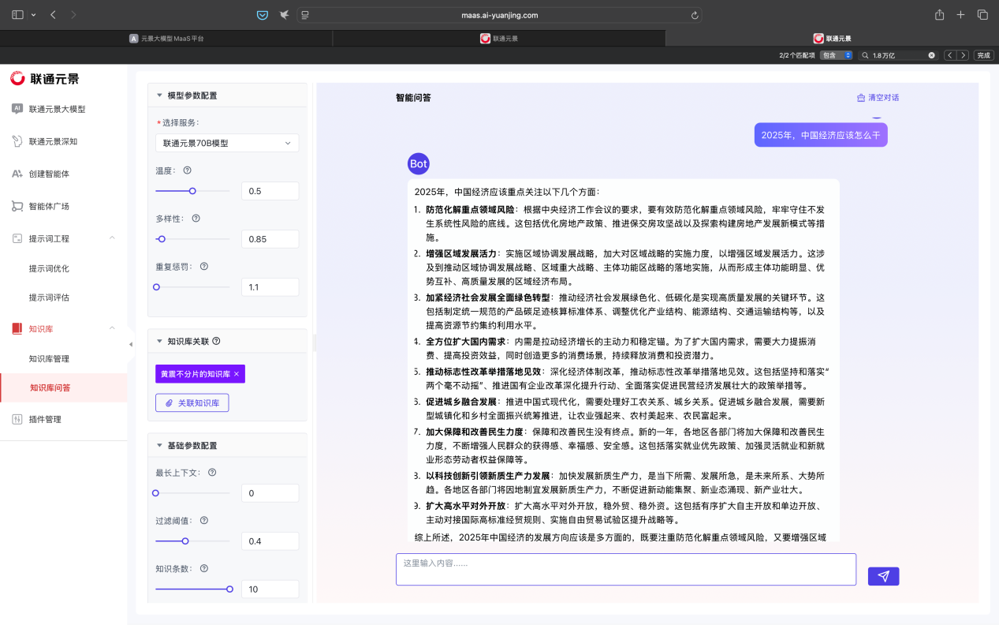 maas.ai-yuanjing.com
A 元景大模型MaaS平台
联通元景
联通元景
2/2个匹配项
包含
1.8万亿
完成
联通元景
AI 联通元景大模型
联通元景深知
创建智能体
智能体广场
提示词工程
提示词优化
提示词评估
知识库
知识库管理
知识库问答
插件管理
模型参数配置
*选择服务:
联通元景70B模型
温度:
0.5
多样性:
0.85
重复惩罚:
1.1
知识库关联
黄震不分片的知识库 ×
关联知识库
基础参数配置
最长上下文:
0
过滤阈值:
0.4
知识条数:
10
智能问答
清空对话
2025年，中国经济应该怎么干
Bot
2025年，中国经济应该重点关注以下几个方面：
1. 防范化解重点领域风险：根据中央经济工作会议的要求，要有效防范化解重点领域风险，牢牢守住不发
生系统性风险的底线。这包括优化房地产政策、推进保交房攻坚战以及探索构建房地产发展新模式等措
施。
2. 增强区域发展活力：实施区域协调发展战略，加大对区域战略的实施力度，以增强区域发展活力。这涉
及到推动区域协调发展战略、区域重大战略、主体功能区战略的落地实施，从而形成主体功能明显、优
势互补、高质量发展的区域经济布局。
3. 加紧经济社会发展全面绿色转型：推动经济社会发展绿色化、低碳化是实现高质量发展的关键环节。这
包括制定统一规范的产品碳足迹核算标准体系、调整优化产业结构、能源结构、交通运输结构等，以及
提高资源节约集约利用水平。
4. 全方位扩大国内需求：内需是拉动经济增长的主动力和稳定锚。为了扩大国内需求，需要大力提振消
费、提高投资效益，同时创造更多的消费场景，持续释放消费和投资潜力。
5. 推动标志性改革举措落地见效：深化经济体制改革，推动标志性改革举措落地见效。这包括坚持和落实“
两个毫不动摇”、推进国有企业改革深化提升行动、全面落实促进民营经济发展壮大的政策举措等。
6. 促进城乡融合发展：推进中国式现代化，需要处理好工农关系、城乡关系。促进城乡融合发展，需要新
型城镇化和乡村全面振兴统筹推进，让农业强起来、农村美起来、农民富起来。
7. 加大保障和改善民生力度：保障和改善民生没有终点。新的一年，各地区各部门将加大保障和改善民生
力度，不断增强人民群众的获得感、幸福感、安全感。这包括落实就业优先政策、加强灵活就业和新就
业形态劳动者权益保障等。
8. 以科技创新引领新质生产力发展：加快发展新质生产力，是当下所需、发展所急，是未来所系、大势所
趋。各地区各部门将因地制宜发展新质生产力，不断促进新动能集聚、新业态涌现、新产业壮大。
9. 扩大高水平对外开放：扩大高水平对外开放，稳外贸、稳外资。这包括有序扩大自主开放和单边开放、
主动对接国际高标准经贸规则、实施自由贸易试验区提升战略等。
综上所述，2025年中国经济的发展方向应该是多方面的，既要注重防范化解重点领域风险，又要增强区域
这里输入内容......